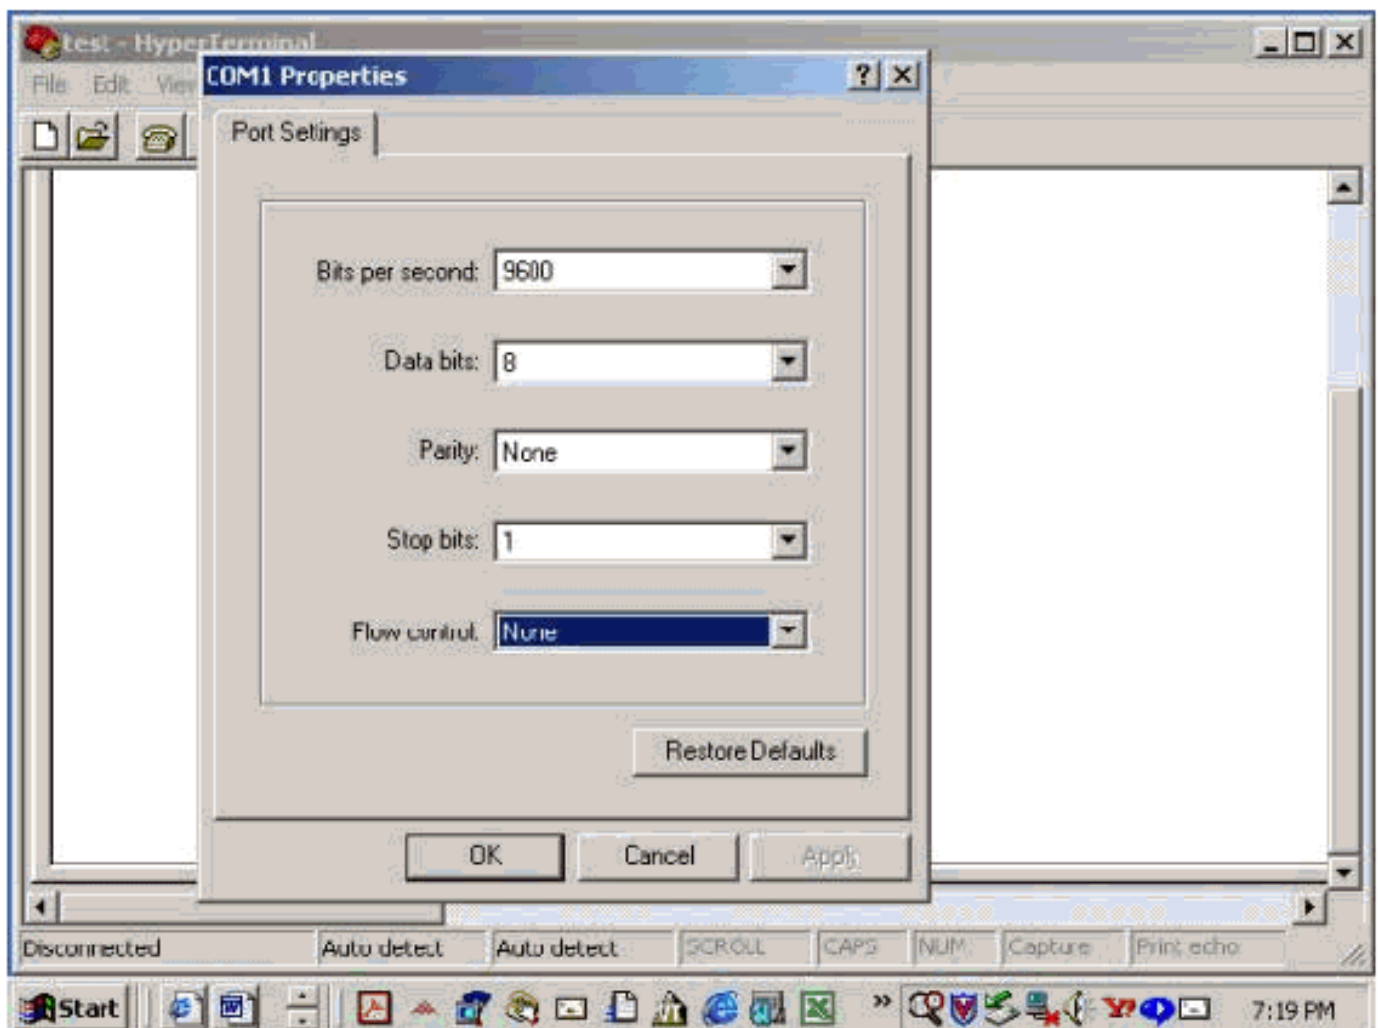 test - HyperTerminal
File Edit View
COM1 Properties
Port Settings
Bits per second: 9600
Data bits: 8
Parity: None
Stop bits: 1
Flow control: None
Restore Defaults
OK Cancel Apply
Disconnected Auto detect Auto detect SCROLL CAPS NUM Capture Print echo
Start 7:19 PM